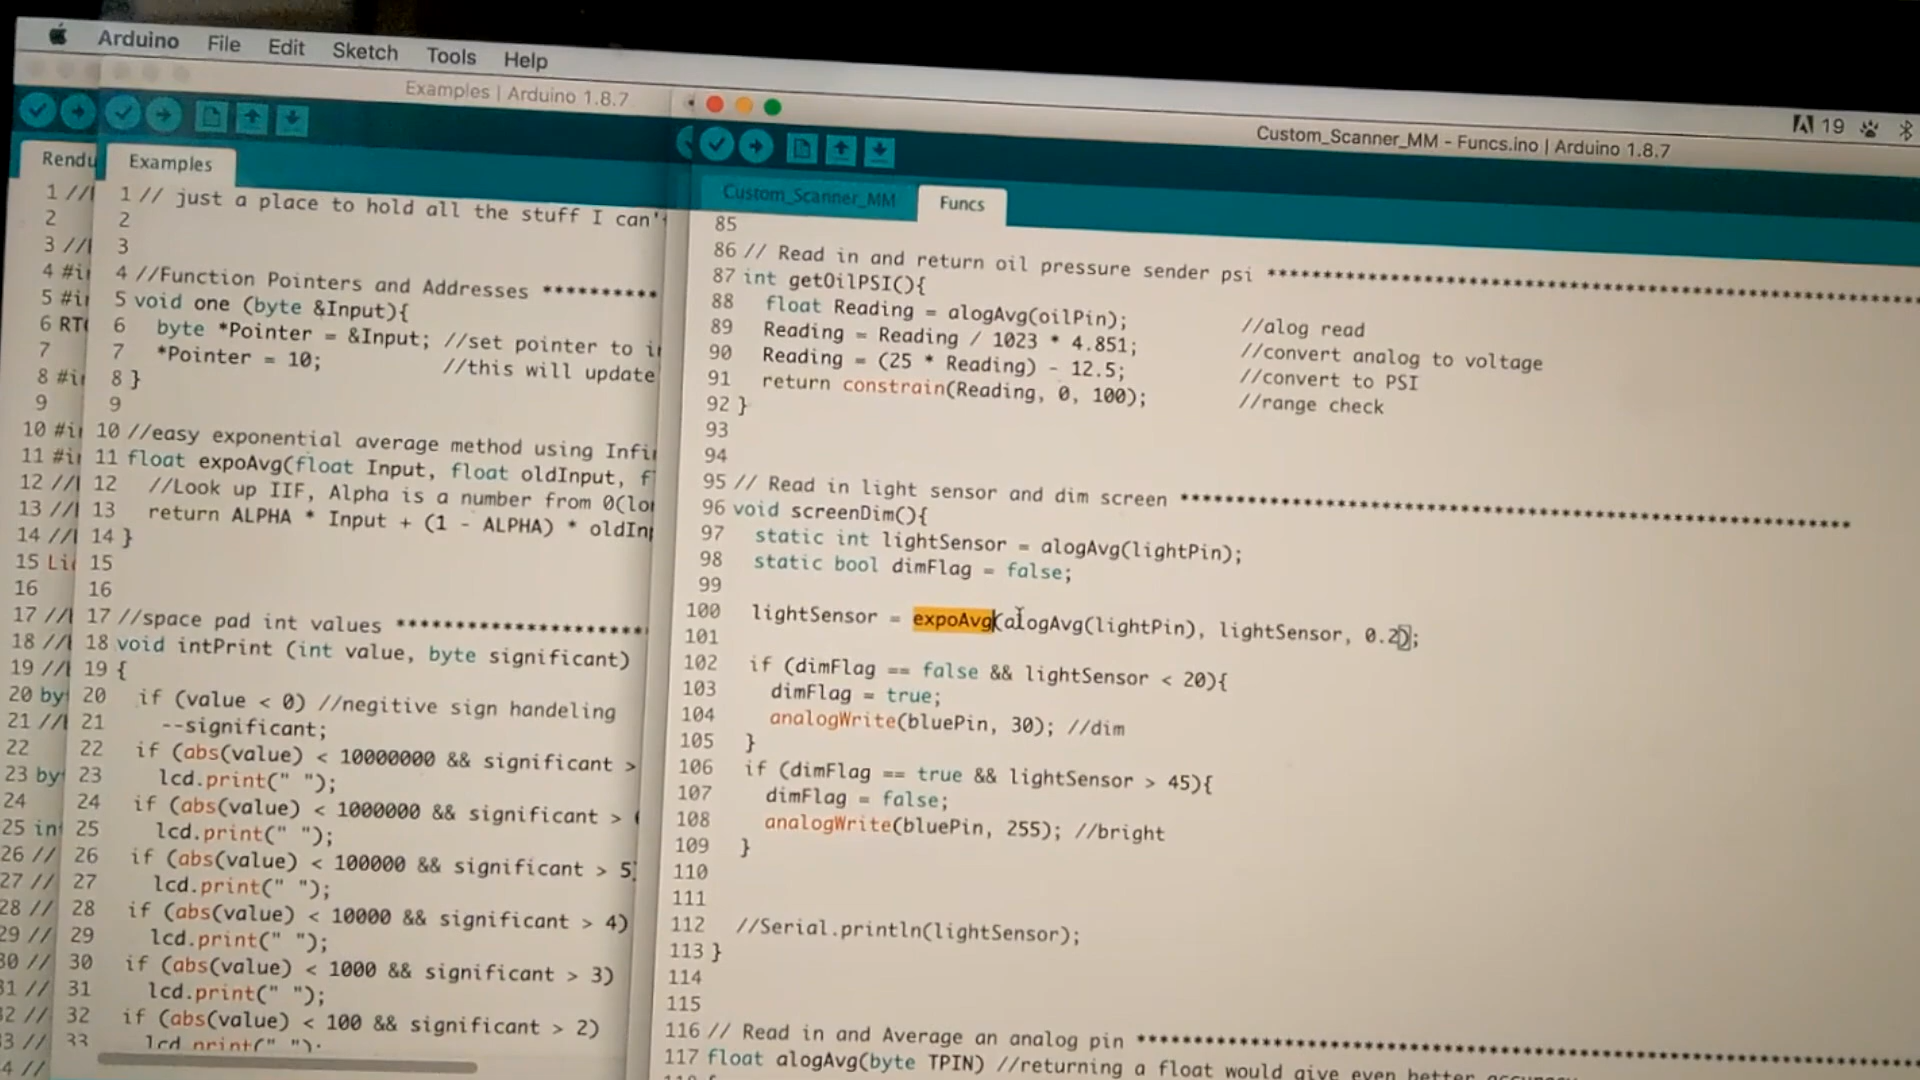 Arduino File Edit Sketch Tools Help
19
Examples | Arduino 1.8.7
Custom_Scanner_MM - Funcs.ino | Arduino 1.8.7
Examples
1 // just a place to hold all the stuff I can'
2
3
4 //Function Pointers and Addresses **********
5 void one (byte &Input){
6 byte *Pointer = &Input; //set pointer to
7 *Pointer = 10; //this will update
8 }
9
10 //easy exponential average method using
11 float expoAvg(float Input, float oldInput,
12 //Look up IIF, Alpha is a number from
13 return ALPHA * Input + (1 - ALPHA) *
14 }
15
16
17 //space pad int values **********************
18 void intPrint (int value, byte significant)
19 {
20 if (value < 0) //negitive sign handeling
21 --significant;
22 if (abs(value) < 10000000 && significant >
23 lcd.print(" ");
24 if (abs(value) < 1000000 && significant >
25 lcd.print(" ");
26 if (abs(value) < 100000 && significant > 5)
27 lcd.print(" ");
28 if (abs(value) < 10000 && significant > 4)
29 lcd.print(" ");
30 if (abs(value) < 1000 && significant > 3)
31 lcd.print(" ");
32 if (abs(value) < 100 && significant > 2)
33 lcd.print(" ");
Custom_Scanner_MM Funcs
85
86 // Read in and return oil pressure sender psi ************************************************************
87 int getOilPSI(){
88 float Reading = alogAvg(oilPin); //alog read
89 Reading = Reading / 1023 * 4.851; //convert analog to voltage
90 Reading = (25 * Reading) - 12.5; //convert to PSI
91 return constrain(Reading, 0, 100); //range check
92 }
93
94
95 // Read in light sensor and dim screen ************************************************************
96 void screenDim(){
97 static int lightSensor = alogAvg(lightPin);
98 static bool dimFlag = false;
99
100 lightSensor = expoAvg(alogAvg(lightPin), lightSensor, 0.2);
101
102 if (dimFlag == false && lightSensor < 20){
103 dimFlag = true;
104 analogWrite(bluePin, 30); //dim
105 }
106 if (dimFlag == true && lightSensor > 45){
107 dimFlag = false;
108 analogWrite(bluePin, 255); //bright
109 }
110
111
112 //Serial.println(lightSensor);
113 }
114
115
116 // Read in and Average an analog pin ************************************************************
117 float alogAvg(byte TPIN) //returning a float would give even better